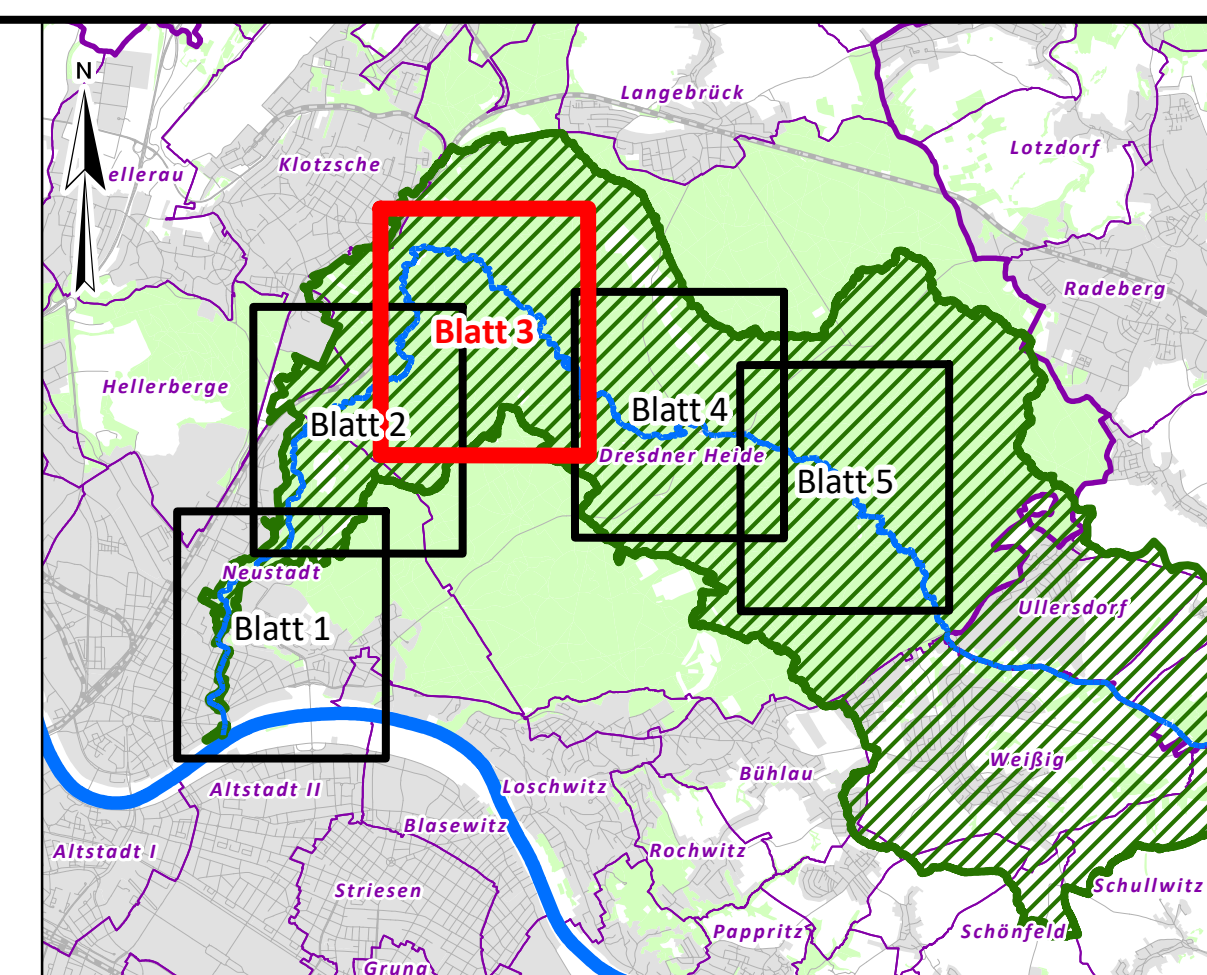 N
Langebrück
Lotzdorf
Klotzsche
ellerau
Radeberg
Blatt 3
Hellerberge
Blatt 4
Blatt 2
Dresdner Heide
Blatt 5
Neustadt
Ullersdorf
Blatt 1
Weißig
Bühlau
Loschwitz
Altstadt II
Blasewitz
Altstadt I
Rochwitz
Striesen
Schullwitz
Pappritz
Schönfeld
Gruna